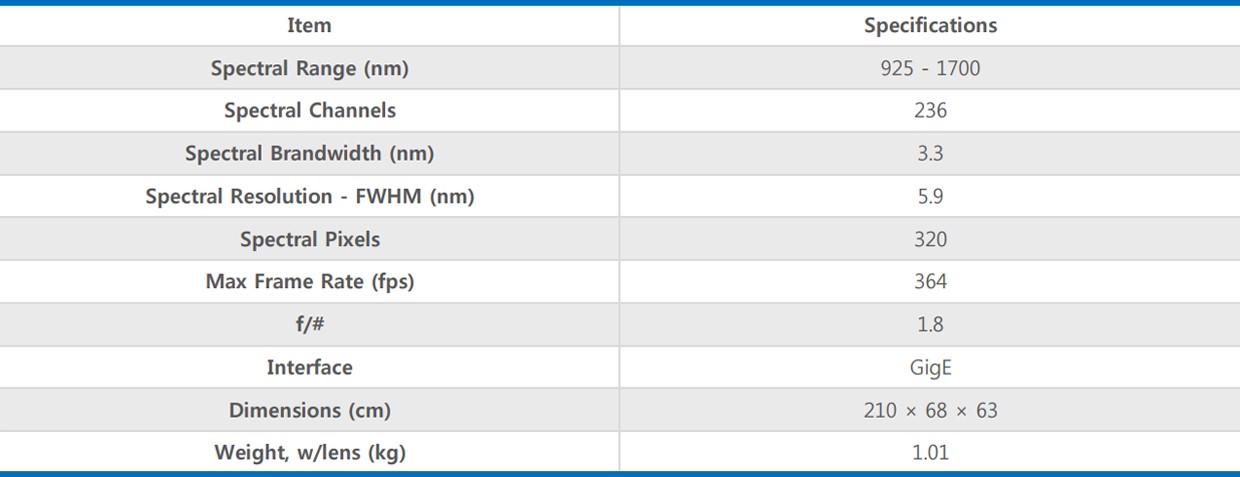 Item Specifications
Spectral Range (nm) 925 - 1700
Spectral Channels 236
Spectral Brandwidth (nm) 3.3
Spectral Resolution - FWHM (nm) 5.9
Spectral Pixels 320
Max Frame Rate (fps) 364
f/# 1.8
Interface GigE
Dimensions (cm) 210 × 68 × 63
Weight, w/lens (kg) 1.01